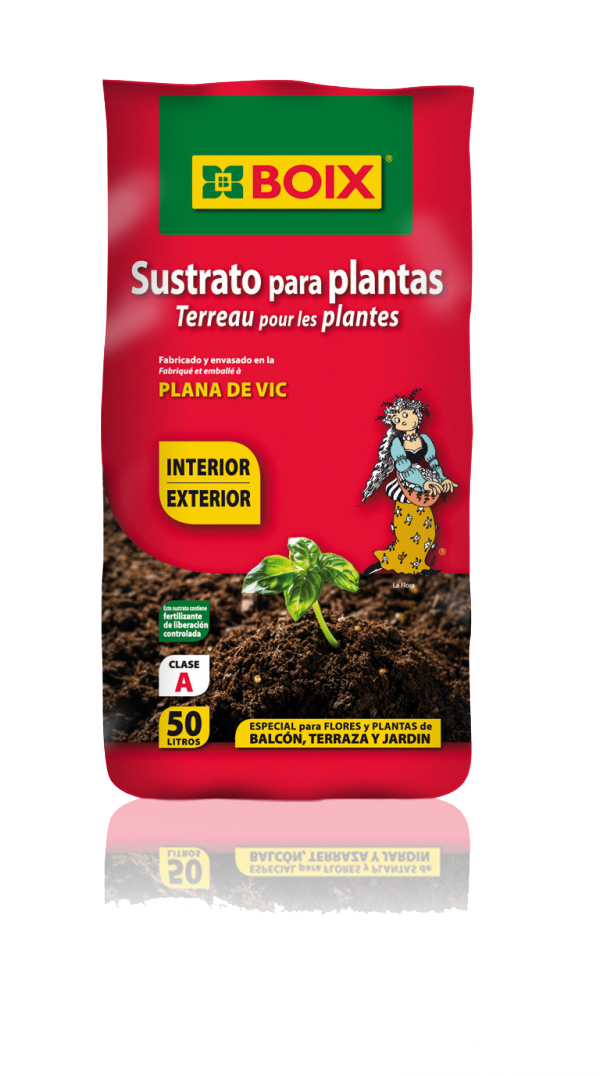 B BOIX®
Sustrato para plantas
Terreau pour les plantes
Fabricado y envasado en la
Fabriqué et emballé à
PLANA DE VIC
INTERIOR
EXTERIOR
®
La Flora
Este sustrato contiene
fertilizante
de liberación
controlada
CLASE
A
50
LITROS
ESPECIAL para FLORES y PLANTAS de
BALCÓN, TERRAZA Y JARDIN